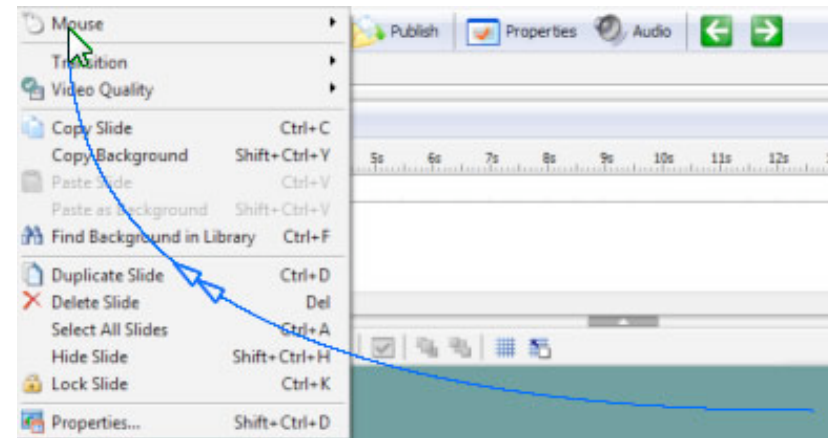 Mouse
Publish Properties Audio
Transition
Video Quality
Copy Slide Ctrl+C
Copy Background Shift+Ctrl+Y
5s 6s 7s 8s 9s 10s 11s 12s
Paste Slide Ctrl+V
Paste as Background Shift+Ctrl+V
Find Background in Library Ctrl+F
Duplicate Slide Ctrl+D
Delete Slide Del
Select All Slides Ctrl+A
Hide Slide Shift+Ctrl+H
Lock Slide Ctrl+K
Properties... Shift+Ctrl+D